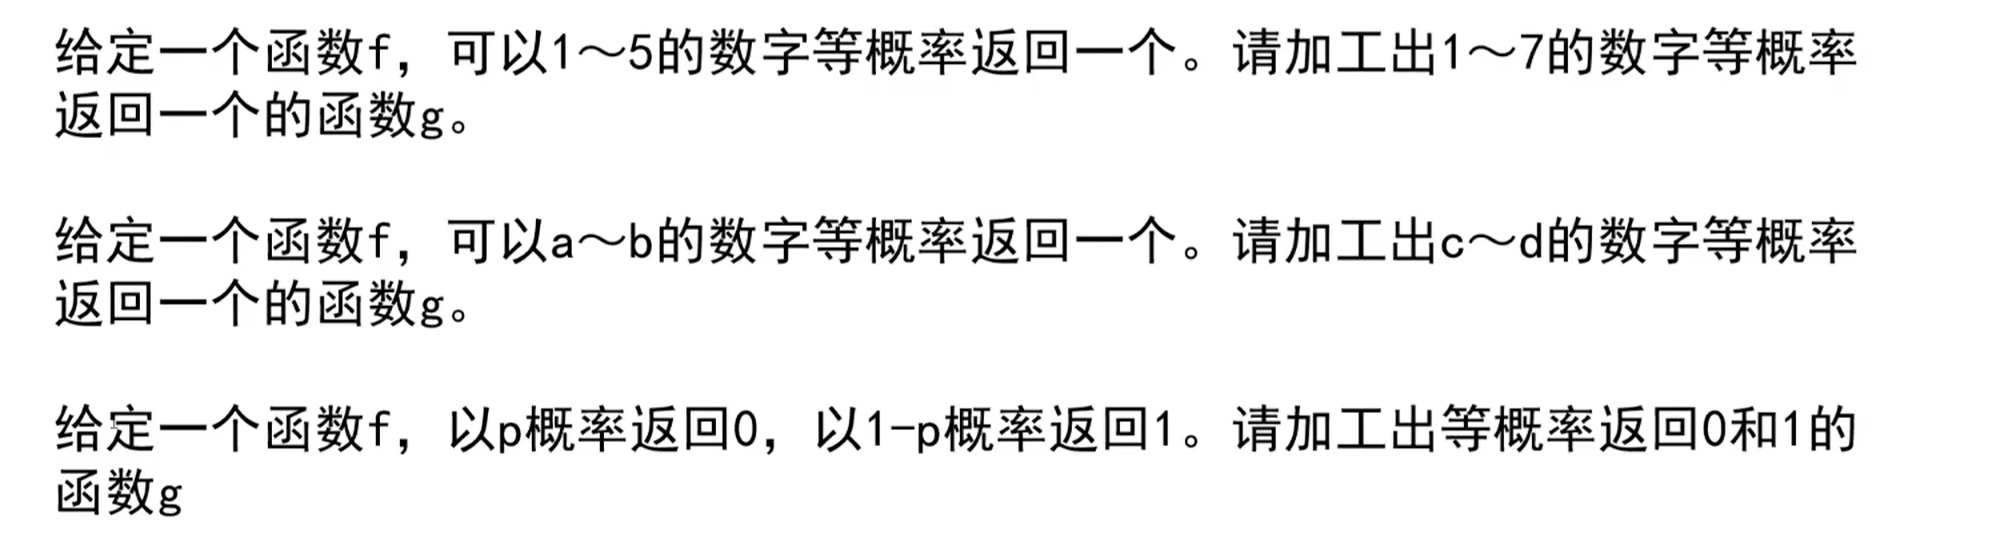 给定一个函数f，可以1～5的数字等概率返回一个。请加工出1～7的数字等概率
返回一个的函数g。
给定一个函数f，可以a～b的数字等概率返回一个。请加工出c～d的数字等概率
返回一个的函数g。
给定一个函数f，以p概率返回0，以1-p概率返回1。请加工出等概率返回0和1的
函数g